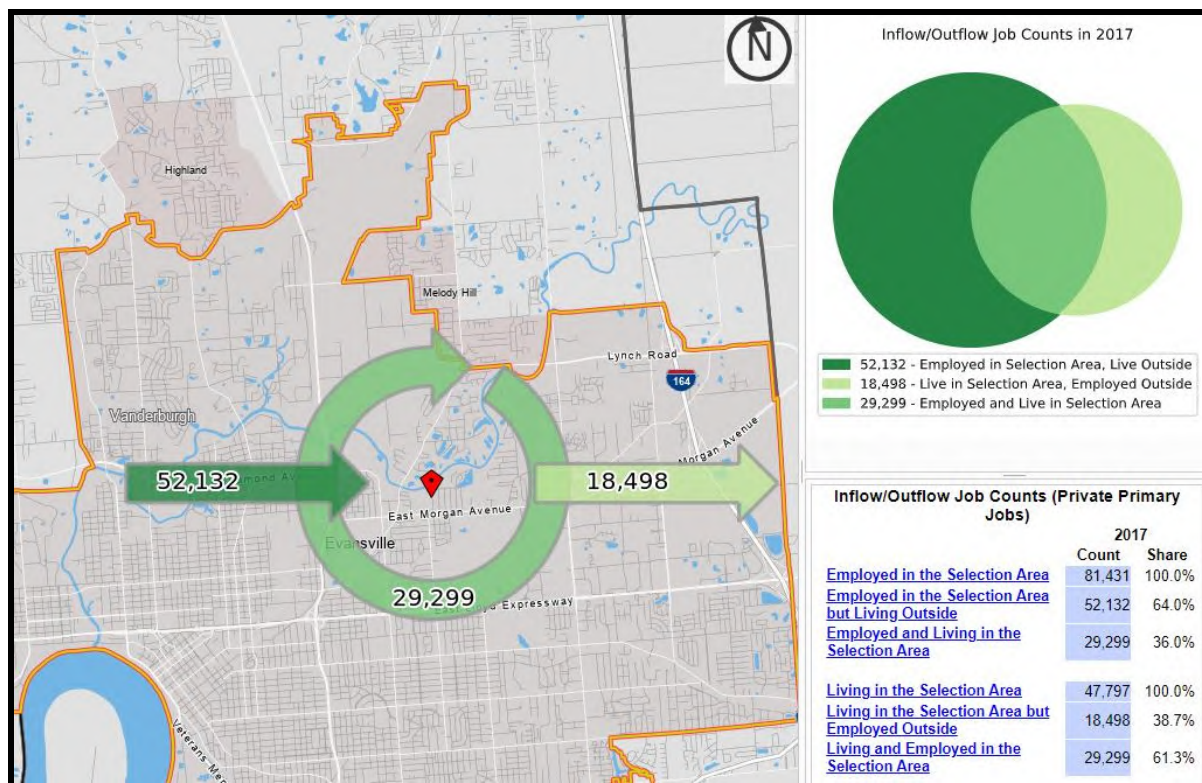 N
Highland
Melody Hill
Lynch Road
164
Vanderburgh
Morgan Avenue
52,132
18,498
East Morgan Avenue
Evansville
29,299
Expressway
Veterans
Inflow/Outflow Job Counts in 2017
52,132 - Employed in Selection Area, Live Outside
18,498 - Live in Selection Area, Employed Outside
29,299 - Employed and Live in Selection Area
Inflow/Outflow Job Counts (Private Primary
Jobs)
2017
Count Share
Employed in the Selection Area 81,431 100.0%
Employed in the Selection Area
but Living Outside 52,132 64.0%
Employed and Living in the
Selection Area 29,299 36.0%
Living in the Selection Area 47,797 100.0%
Living in the Selection Area but
Employed Outside 18,498 38.7%
Living and Employed in the
Selection Area 29,299 61.3%